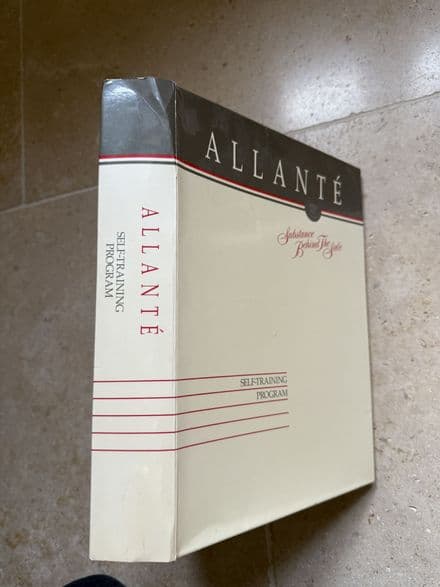 ALLANTÉ
Substance
Behind The Style
SELF-TRAINING
PROGRAM
ALLANTÉ
SELF-TRAINING
PROGRAM